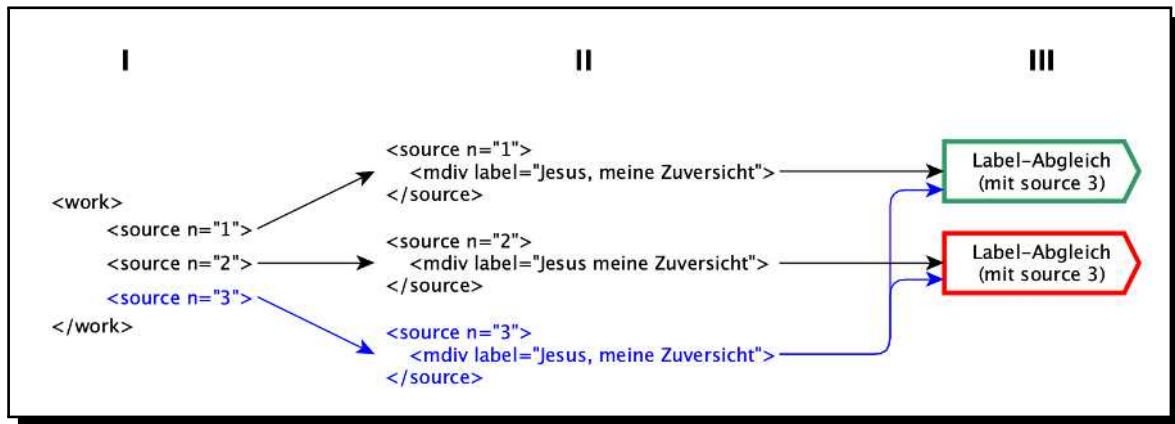 I
II
III
<work>
<source n="1">
<source n="2">
<source n="3">
</work>
<source n="1">
<mdiv label="Jesus, meine Zuversicht">
</source>
<source n="2">
<mdiv label="Jesus meine Zuversicht">
</source>
<source n="3">
<mdiv label="Jesus, meine Zuversicht">
</source>
Label-Abgleich
(mit source 3)
Label-Abgleich
(mit source 3)